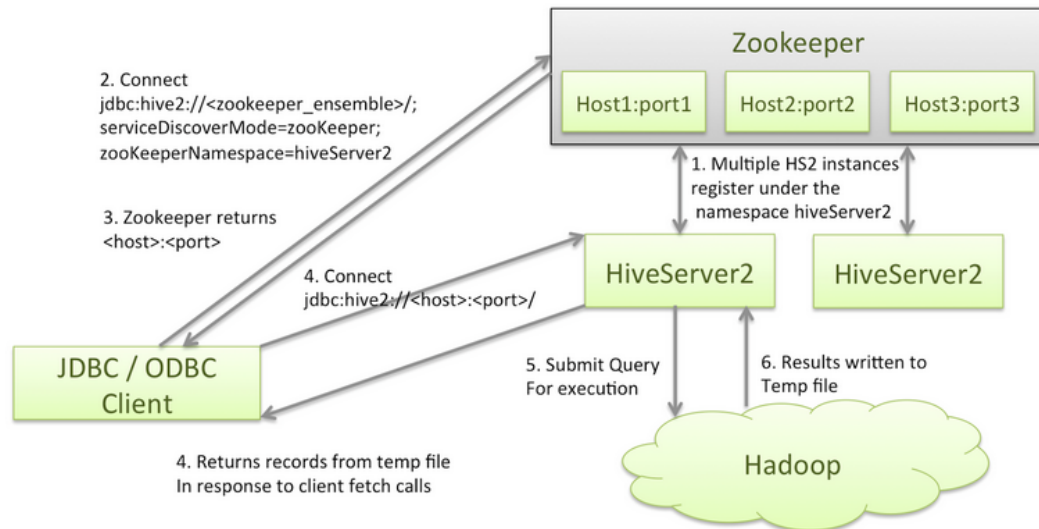 Zookeeper
Host1:port1
Host2:port2
Host3:port3
2. Connect
jdbc:hive2://<zookeeper_ensemble>/;
serviceDiscoverMode=zooKeeper;
zooKeeperNamespace=hiveServer2
1. Multiple HS2 instances
register under the
namespace hiveServer2
3. Zookeeper returns
<host>:<port>
4. Connect
jdbc:hive2://<host>:<port>/
HiveServer2
HiveServer2
JDBC / ODBC
Client
5. Submit Query
For execution
6. Results written to
Temp file
4. Returns records from temp file
In response to client fetch calls
Hadoop